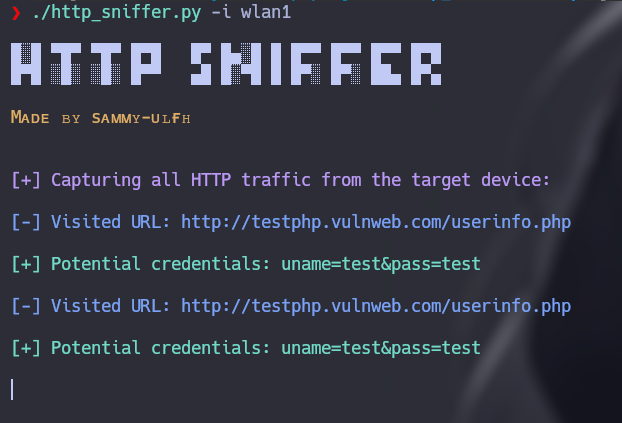 ❯ ./http_sniffer.py -i wlan1
HTTP SNIFFER
Made by sammy-ulfh
[+] Capturing all HTTP traffic from the target device:
[-] Visited URL: http://testphp.vulnweb.com/userinfo.php
[+] Potential credentials: uname=test&pass=test
[-] Visited URL: http://testphp.vulnweb.com/userinfo.php
[+] Potential credentials: uname=test&pass=test